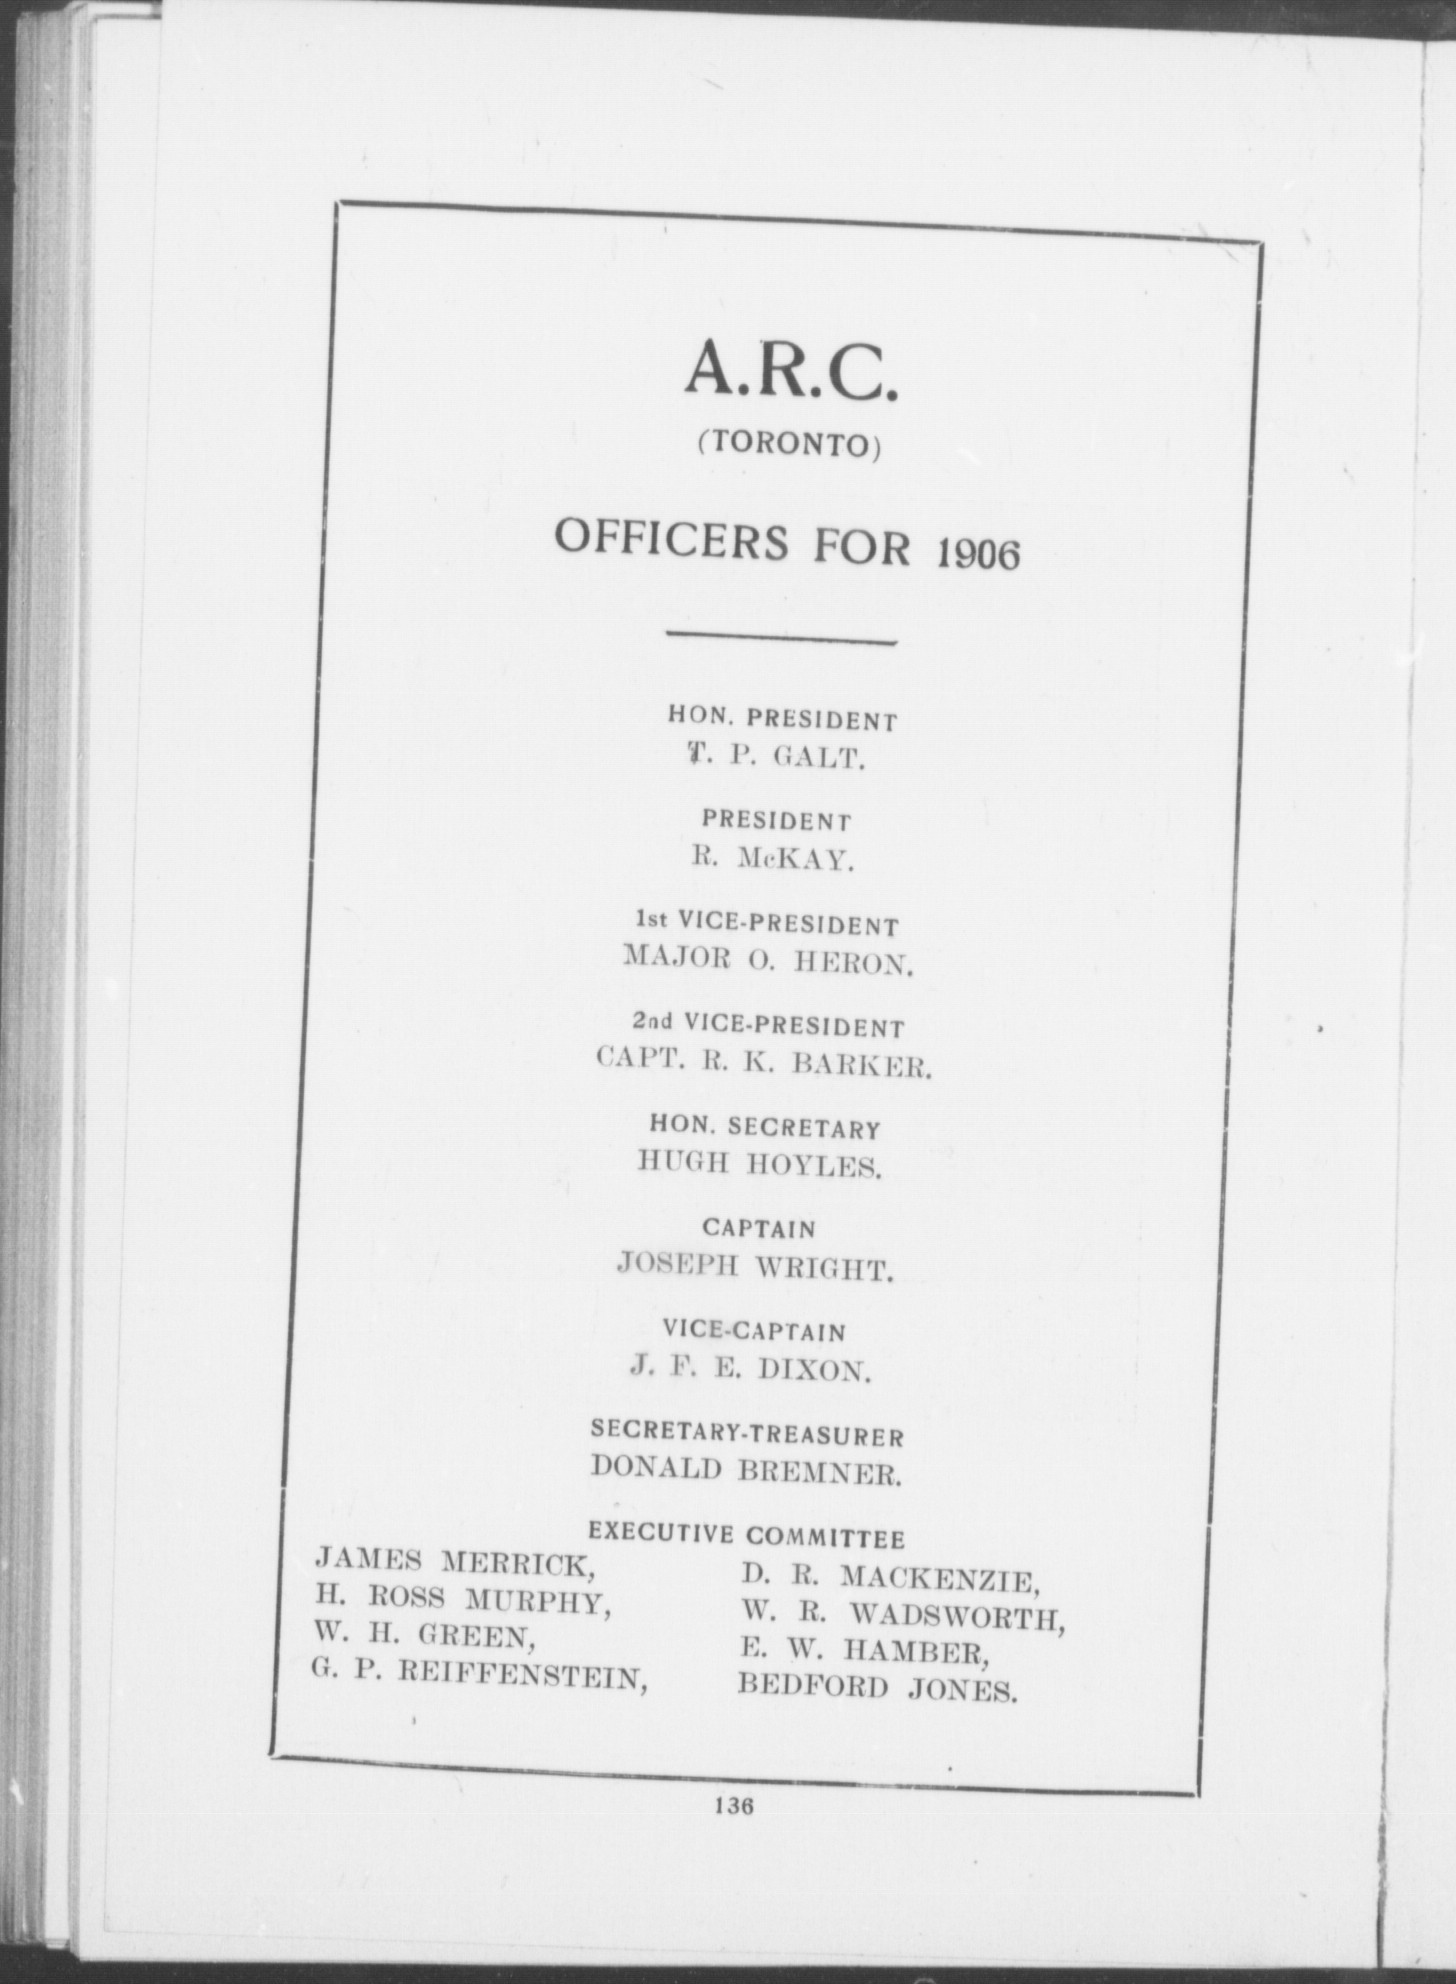 A.R.C.
(TORONTO)
OFFICERS FOR 1906
HON. PRESIDENT
T. P. GALT.
PRESIDENT
R. McKAY.
1st VICE-PRESIDENT
MAJOR O. HERON.
2nd VICE-PRESIDENT
CAPT. R. K. BARKER.
HON. SECRETARY
HUGH HOYLES.
CAPTAIN
JOSEPH WRIGHT.
VICE-CAPTAIN
J. F. E. DIXON.
SECRETARY-TREASURER
DONALD BREMNER.
EXECUTIVE COMMITTEE
JAMES MERRICK,
H. ROSS MURPHY,
W. H. GREEN,
G. P. REIFFENSTEIN,
D. R. MACKENZIE,
W. R. WADSWORTH,
E. W. HAMBER,
BEDFORD JONES.
136